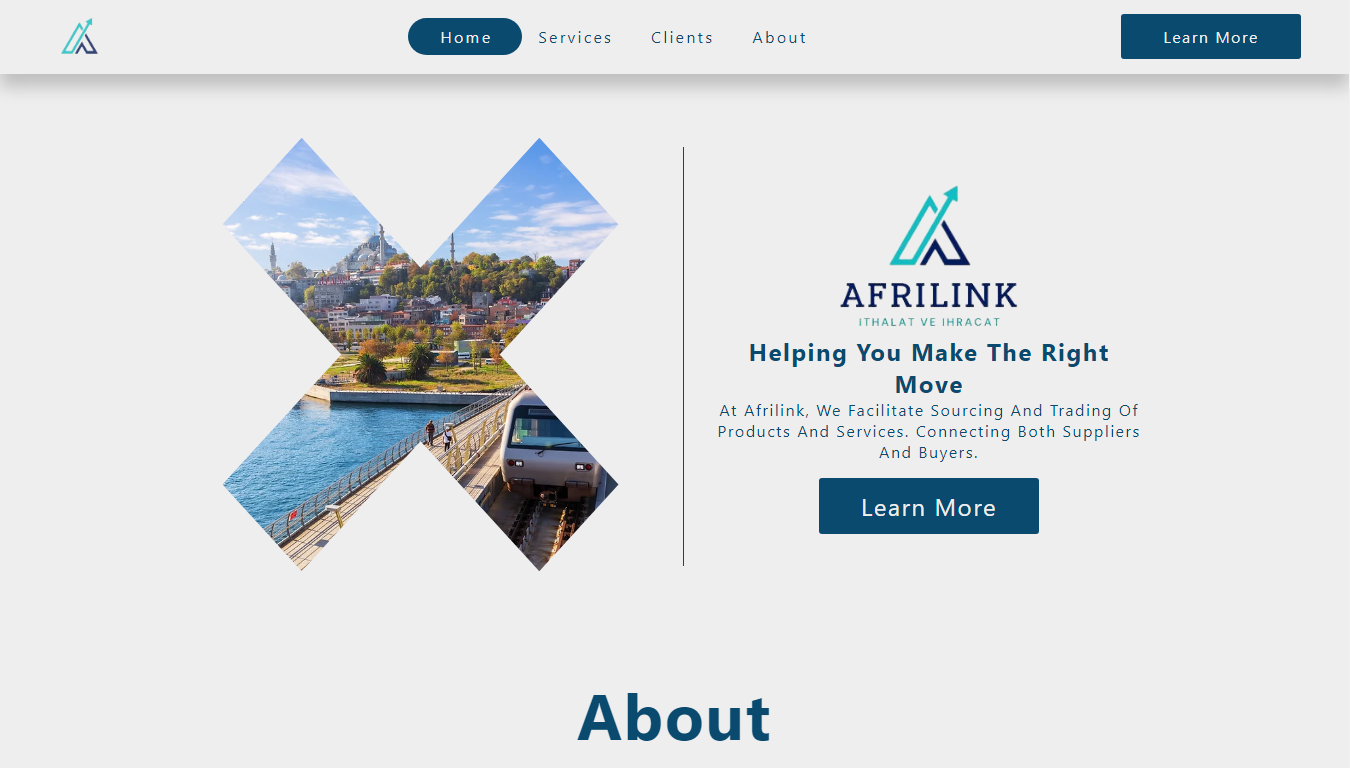 Home
Services
Clients
About
Learn More
AFRILINK
ITHALAT VE IHRACAT
Helping You Make The Right
Move
At Afrilink, We Facilitate Sourcing And Trading Of
Products And Services. Connecting Both Suppliers
And Buyers.
Learn More
About